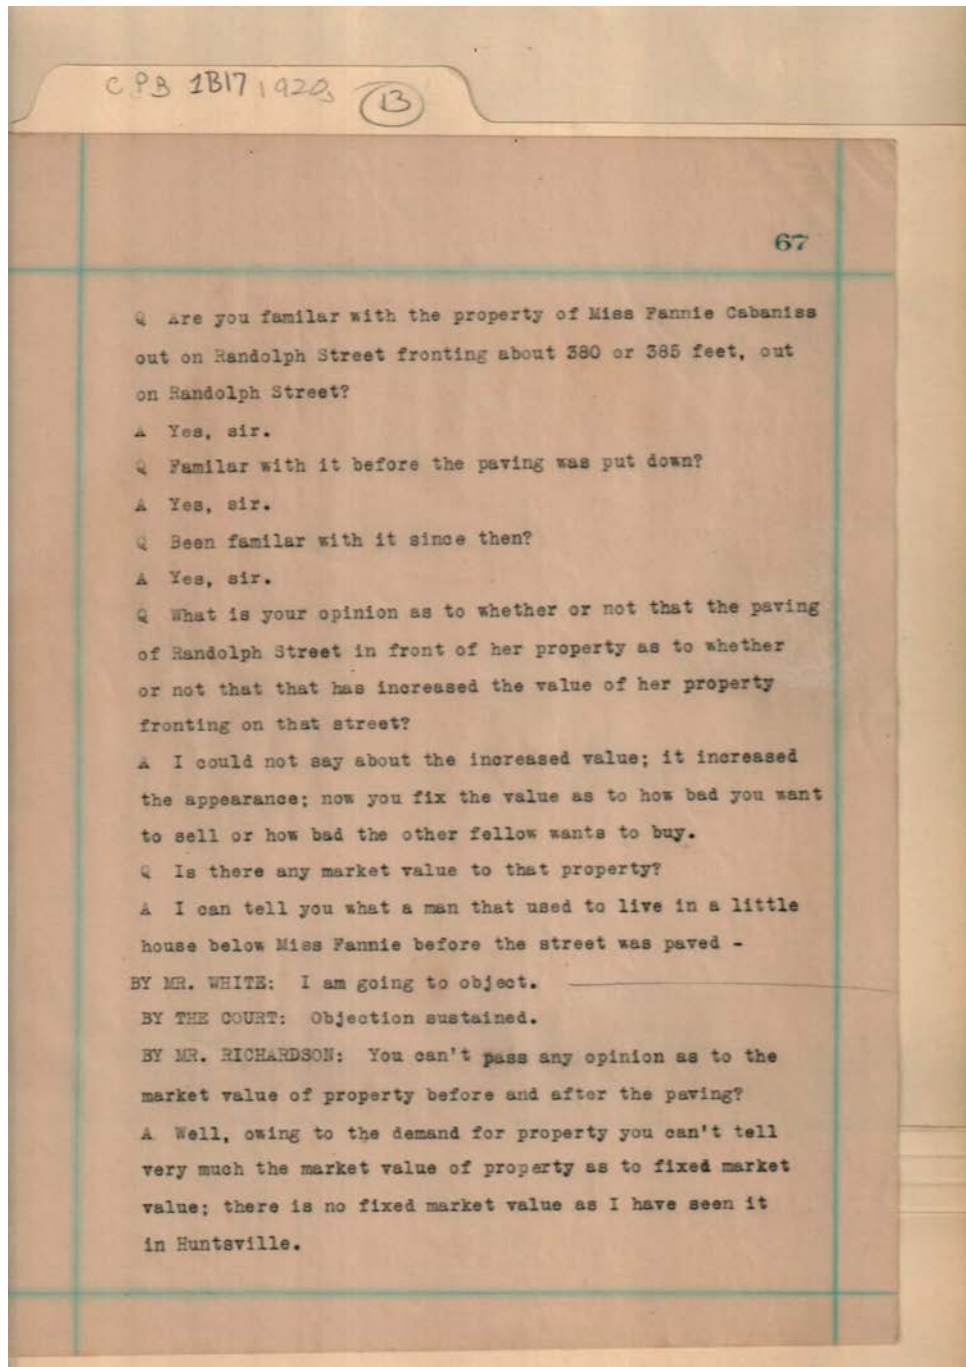 CPB 1B17 1920s 13
67
Q Are you familar with the property of Miss Fannie Cabaniss
out on Randolph Street fronting about 380 or 385 feet, out
on Randolph Street?
A Yes, sir.
Q Familar with it before the paving was put down?
A Yes, sir.
Q Been familar with it since then?
A Yes, sir.
Q What is your opinion as to whether or not that the paving
of Randolph Street in front of her property as to whether
or not that that has increased the value of her property
fronting on that street?
A I could not say about the increased value; it increased
the appearance; now you fix the value as to how bad you want
to sell or how bad the other fellow wants to buy.
Q Is there any market value to that property?
A I can tell you what a man that used to live in a little
house below Miss Fannie before the street was paved -
BY MR. WHITE: I am going to object.
BY THE COURT: Objection sustained.
BY MR. RICHARDSON: You can't pass any opinion as to the
market value of property before and after the paving?
A Well, owing to the demand for property you can't tell
very much the market value of property as to fixed market
value; there is no fixed market value as I have seen it
in Huntsville.